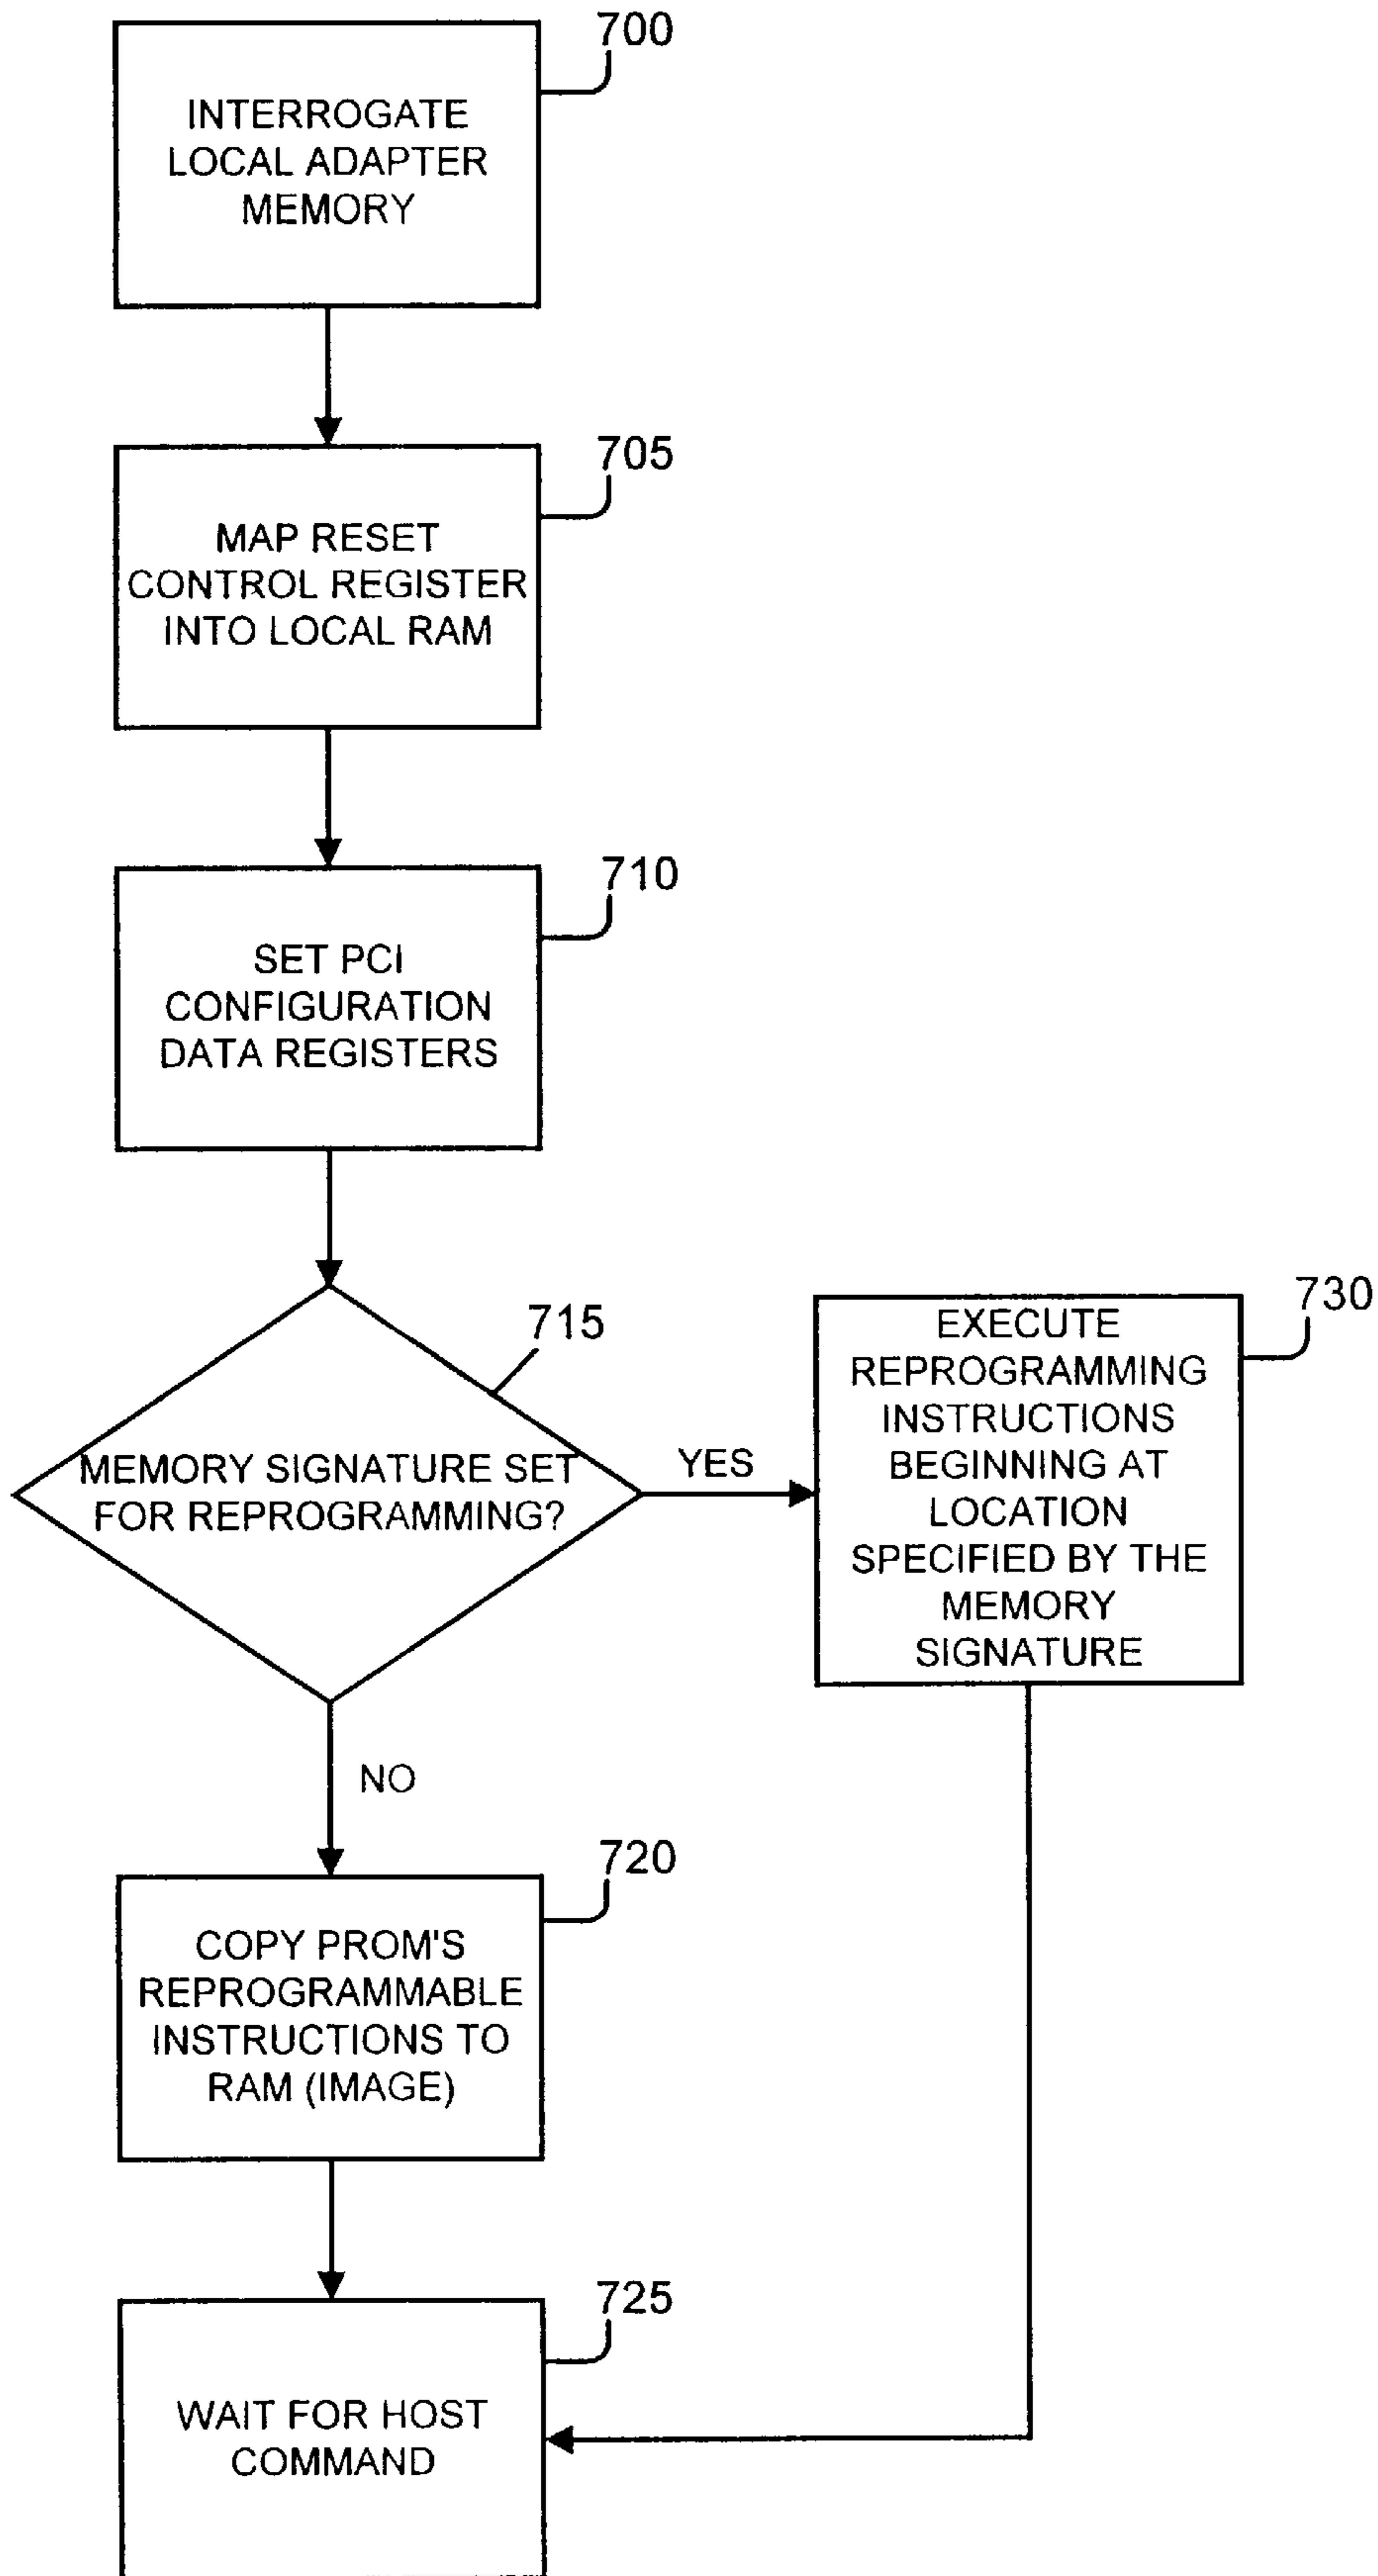 700
INTERROGATE
LOCAL ADAPTER
MEMORY
705
MAP RESET
CONTROL REGISTER
INTO LOCAL RAM
710
SET PCI
CONFIGURATION
DATA REGISTERS
715
MEMORY SIGNATURE SET
FOR REPROGRAMMING?
YES
730
EXECUTE
REPROGRAMMING
INSTRUCTIONS
BEGINNING AT
LOCATION
SPECIFIED BY THE
MEMORY
SIGNATURE
NO
720
COPY PROM'S
REPROGRAMMABLE
INSTRUCTIONS TO
RAM (IMAGE)
725
WAIT FOR HOST
COMMAND